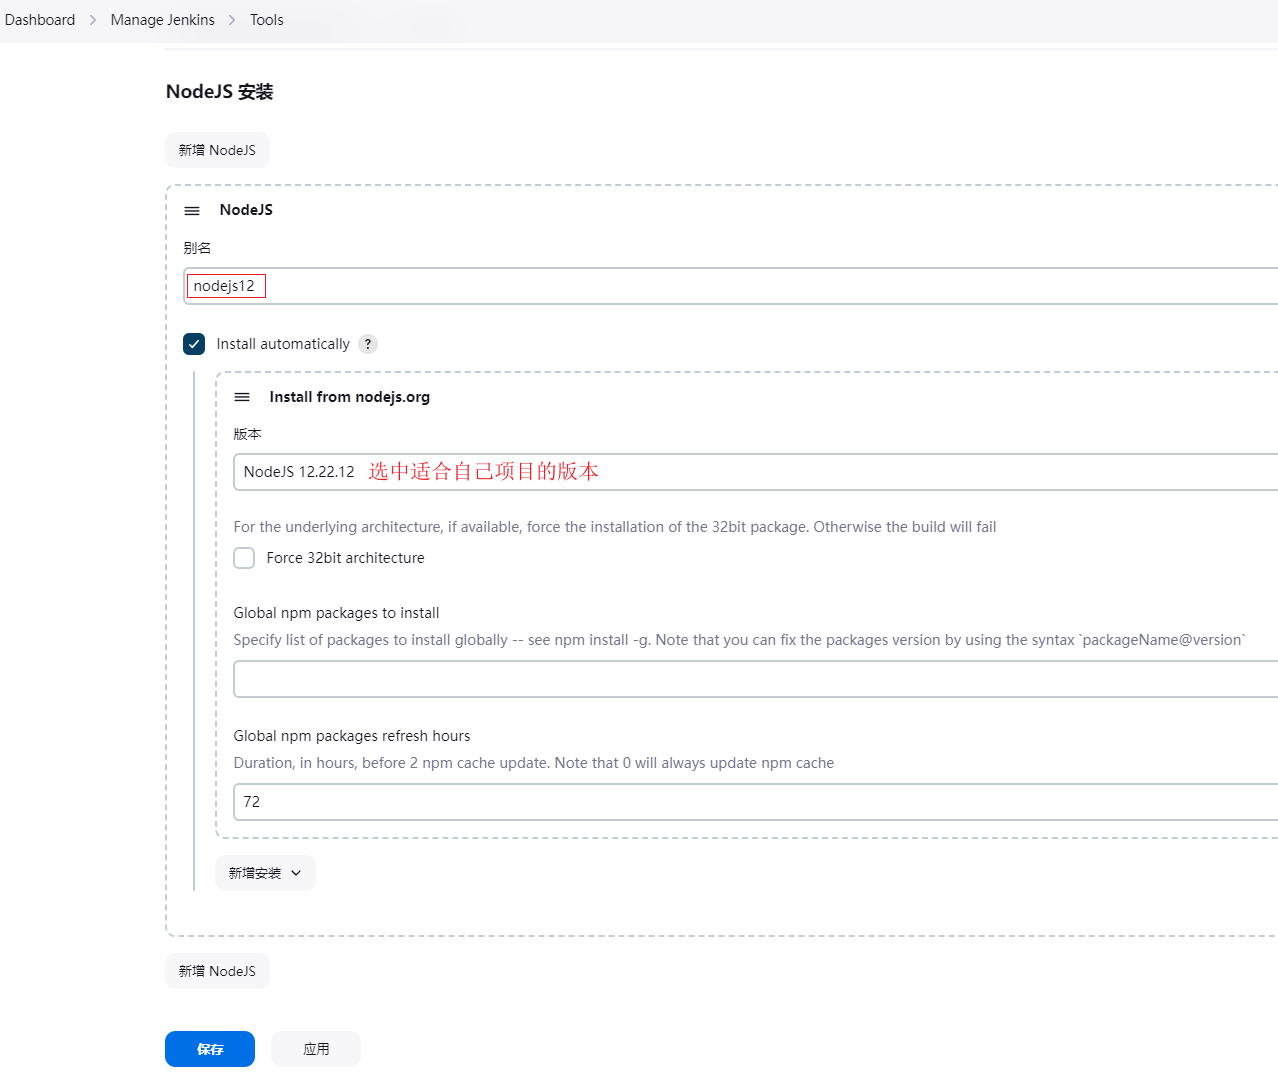 Dashboard > Manage Jenkins > Tools
NodeJS 安装
新增 NodeJS
NodeJS
别名
nodejs12
Install automatically ?
Install from nodejs.org
版本
NodeJS 12.22.12 选中适合自己项目的版本
For the underlying architecture, if available, force the installation of the 32bit package. Otherwise the build will fail
Force 32bit architecture
Global npm packages to install
Specify list of packages to install globally -- see npm install -g. Note that you can fix the packages version by using the syntax `packageName@version`
Global npm packages refresh hours
Duration, in hours, before 2 npm cache update. Note that 0 will always update npm cache
72
新增安装
新增 NodeJS
保存 应用